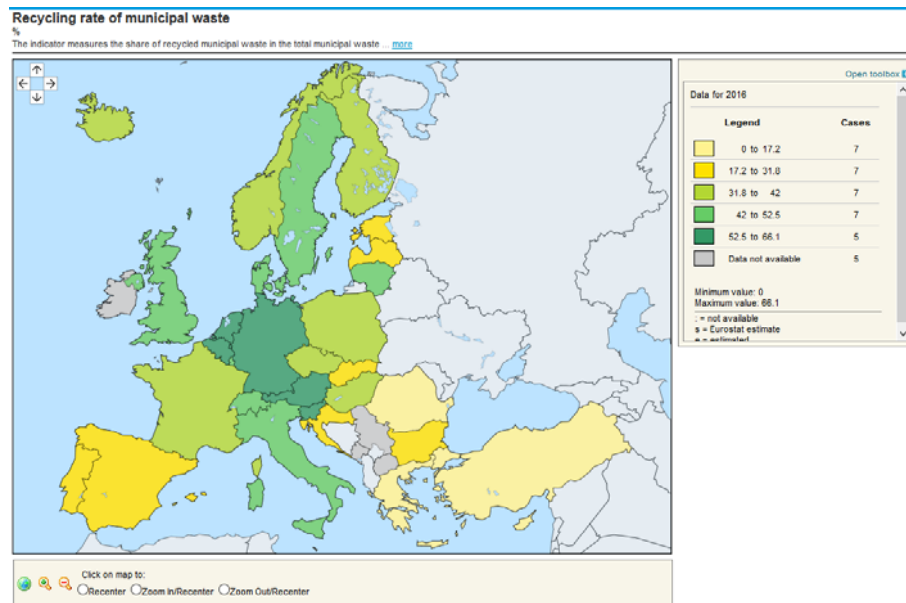 Recycling rate of municipal waste
%
The indicator measures the share of recycled municipal waste in the total municipal waste ... more
Open toolbox
Data for 2016
Legend Cases
0 to 17.2 7
17.2 to 31.8 7
31.8 to 42 7
42 to 52.5 7
52.5 to 66.1 5
Data not available 5
Minimum value: 0
Maximum value: 66.1
: = not available
s = Eurostat estimate
e = estimated
Click on map to:
Recenter Zoom In/Recenter Zoom Out/Recenter